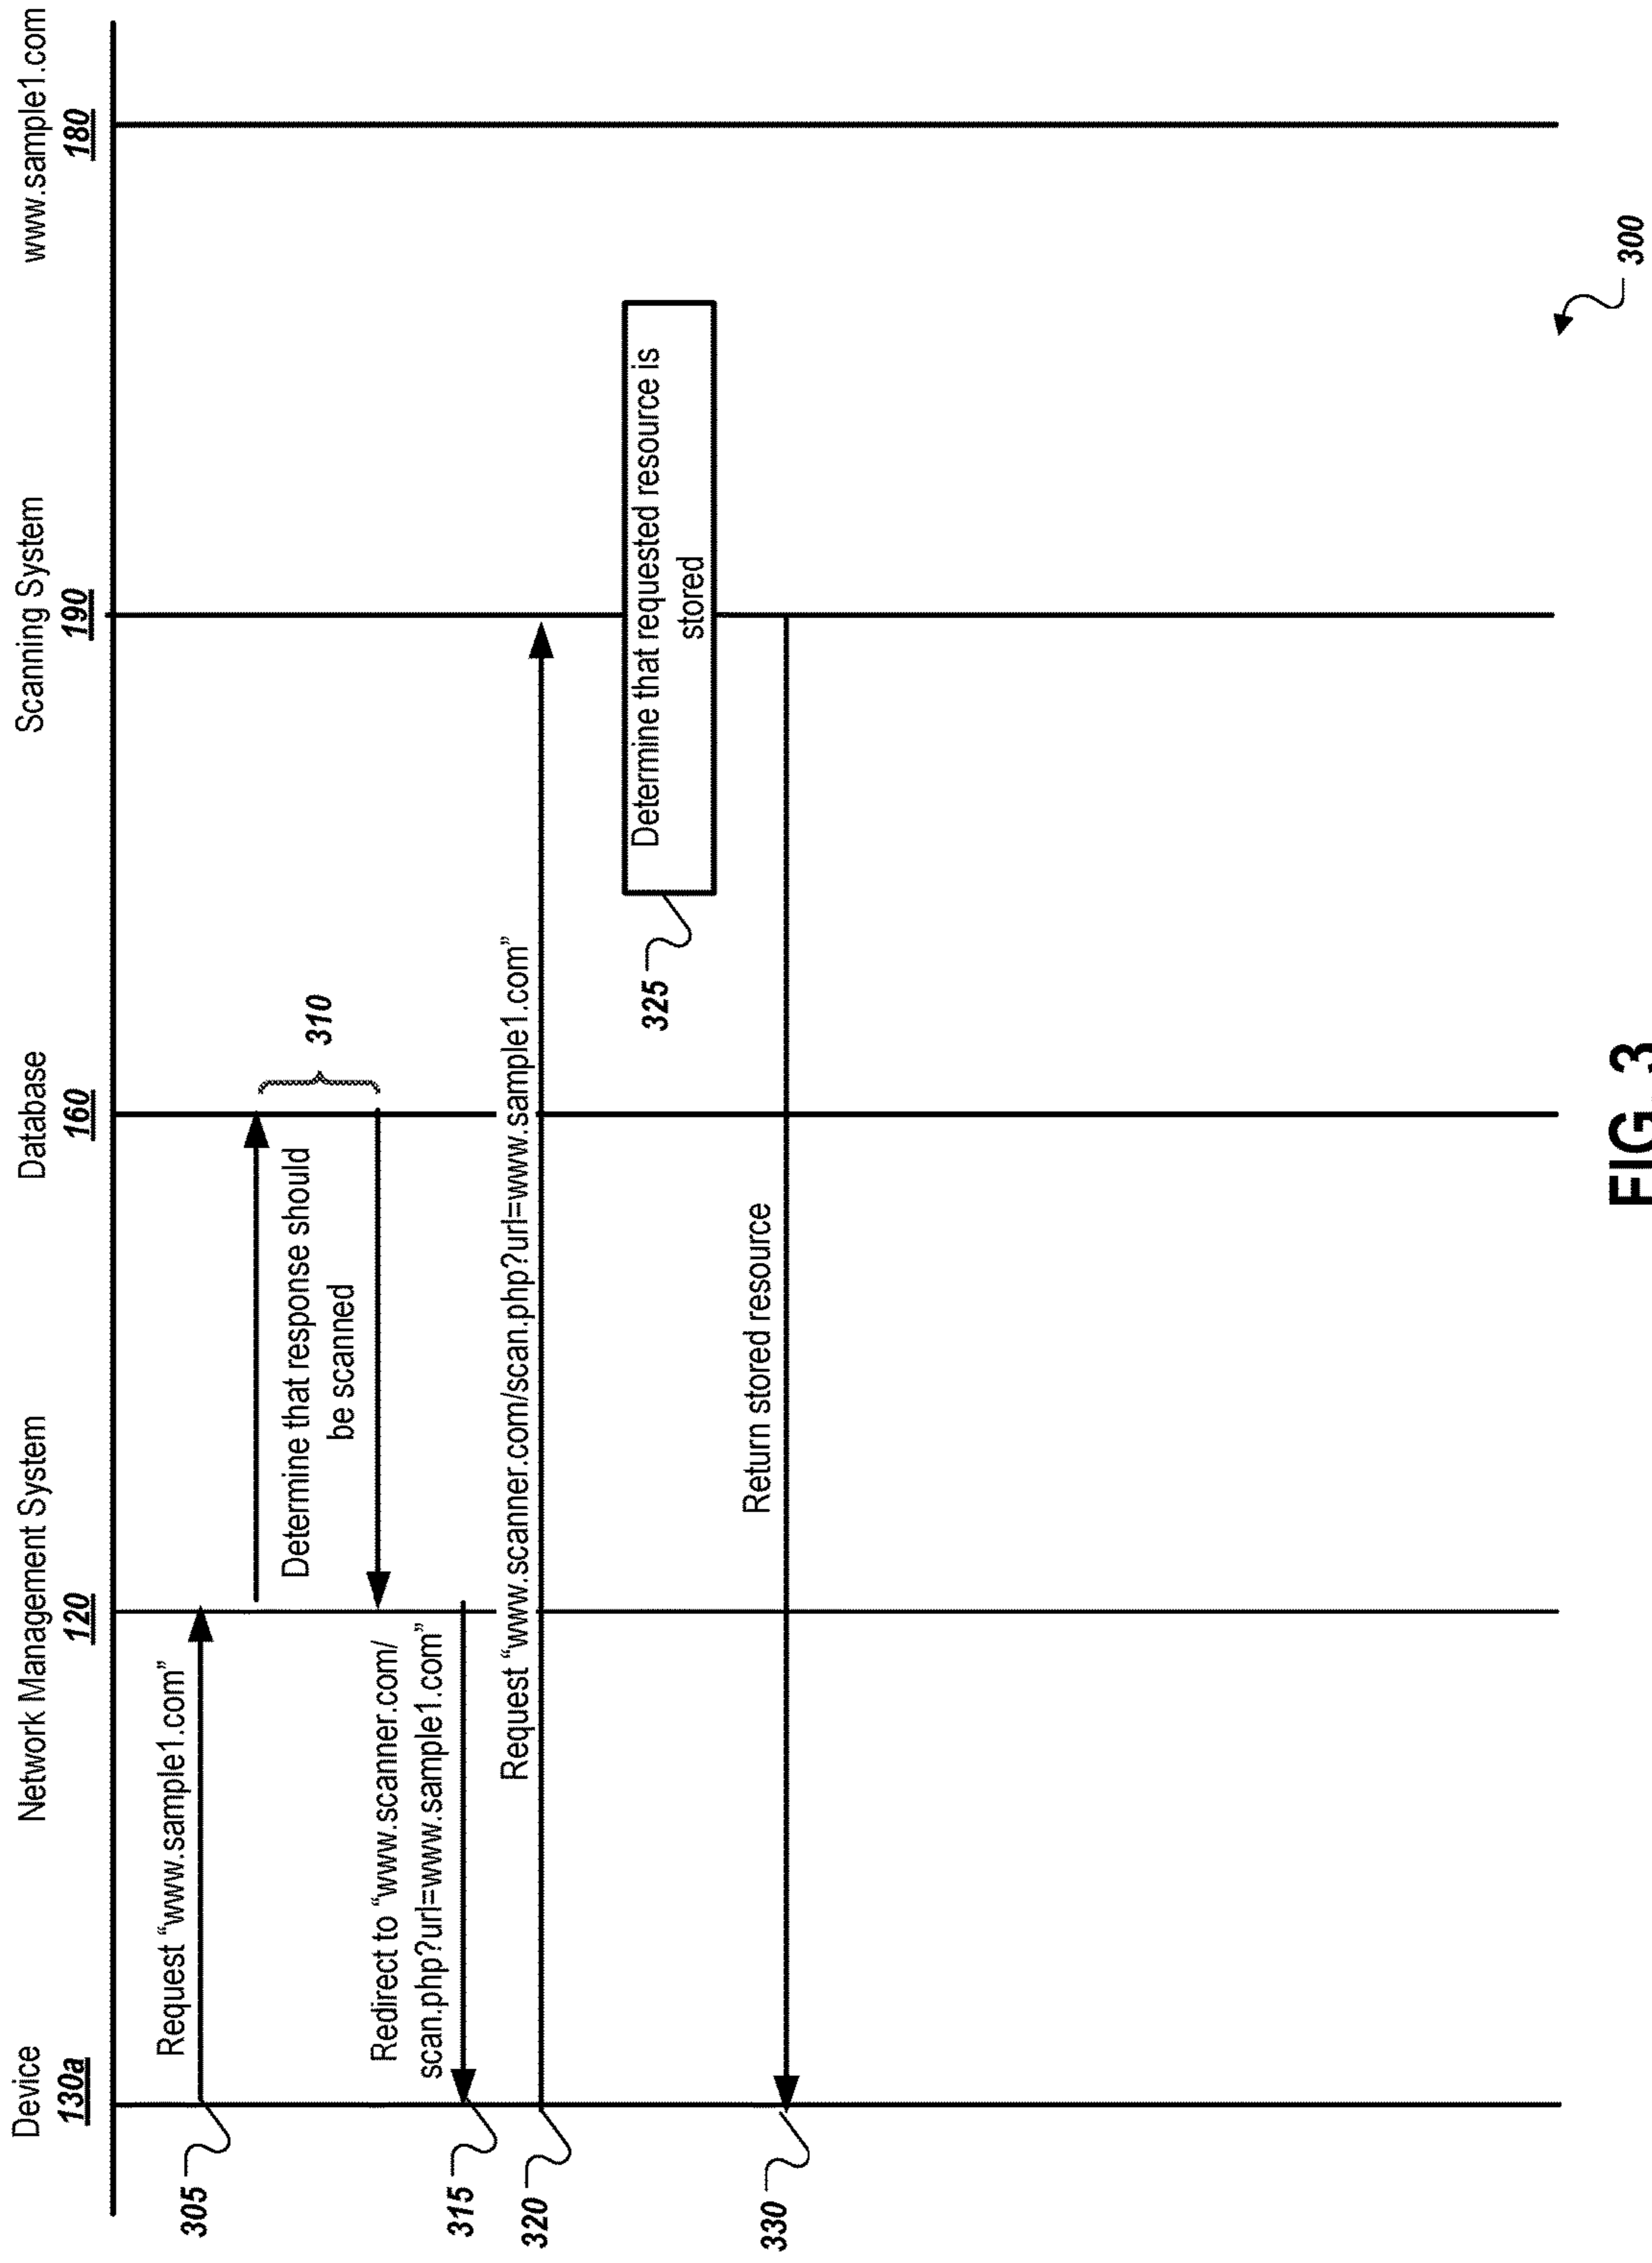 Device
130a
Network Management System
120
Database
160
Scanning System
190
www.sample1.com
180
305
Request “www.sample1.com”
Determine that response should
be scanned
310
315
Redirect to “www.scanner.com/
scan.php?url=www.sample1.com”
320
Request “www.scanner.com/scan.php?url=www.sample1.com”
325
Determine that requested resource is
stored
330
Return stored resource
300
FIG. 3